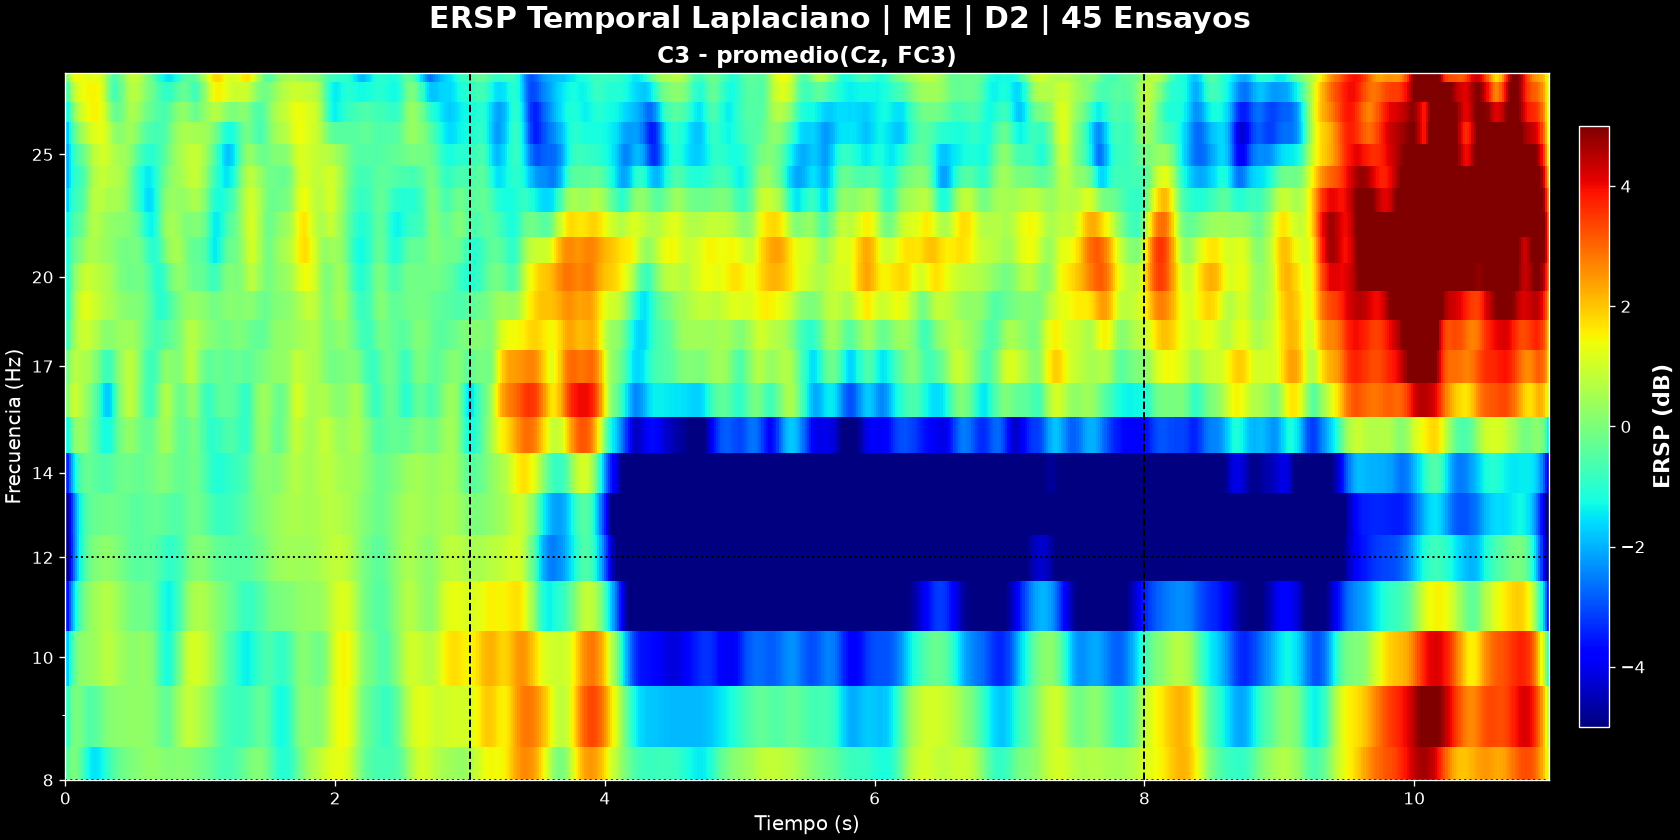 ERSP Temporal Laplaciano | ME | D2 | 45 Ensayos
C3 - promedio(Cz, FC3)
Frecuencia (Hz)
25
20
17
14
12
10
8
0 2 4 6 8 10
Tiempo (s)
4
2
0
−2
−4
ERSP (dB)